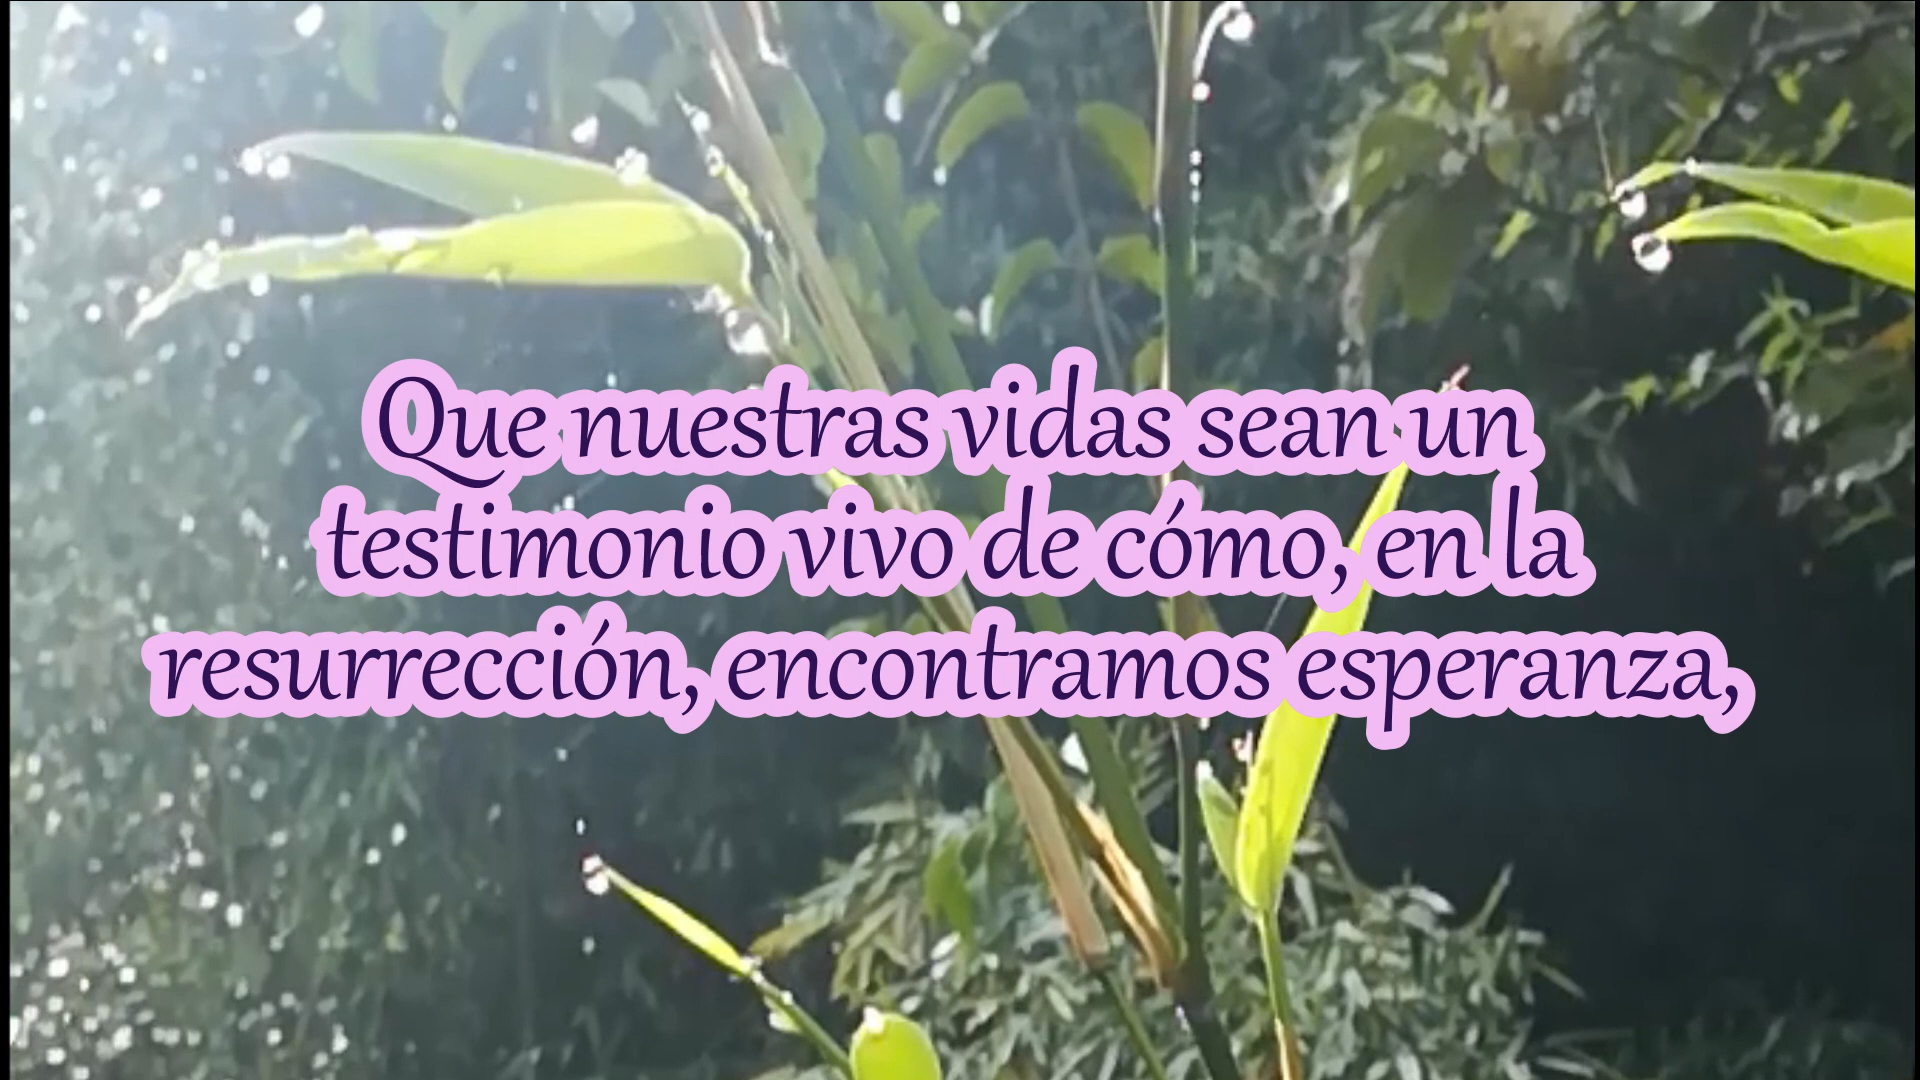 Que nuestras vidas sean un
testimonio vivo de cómo, en la
resurrección, encontramos esperanza,